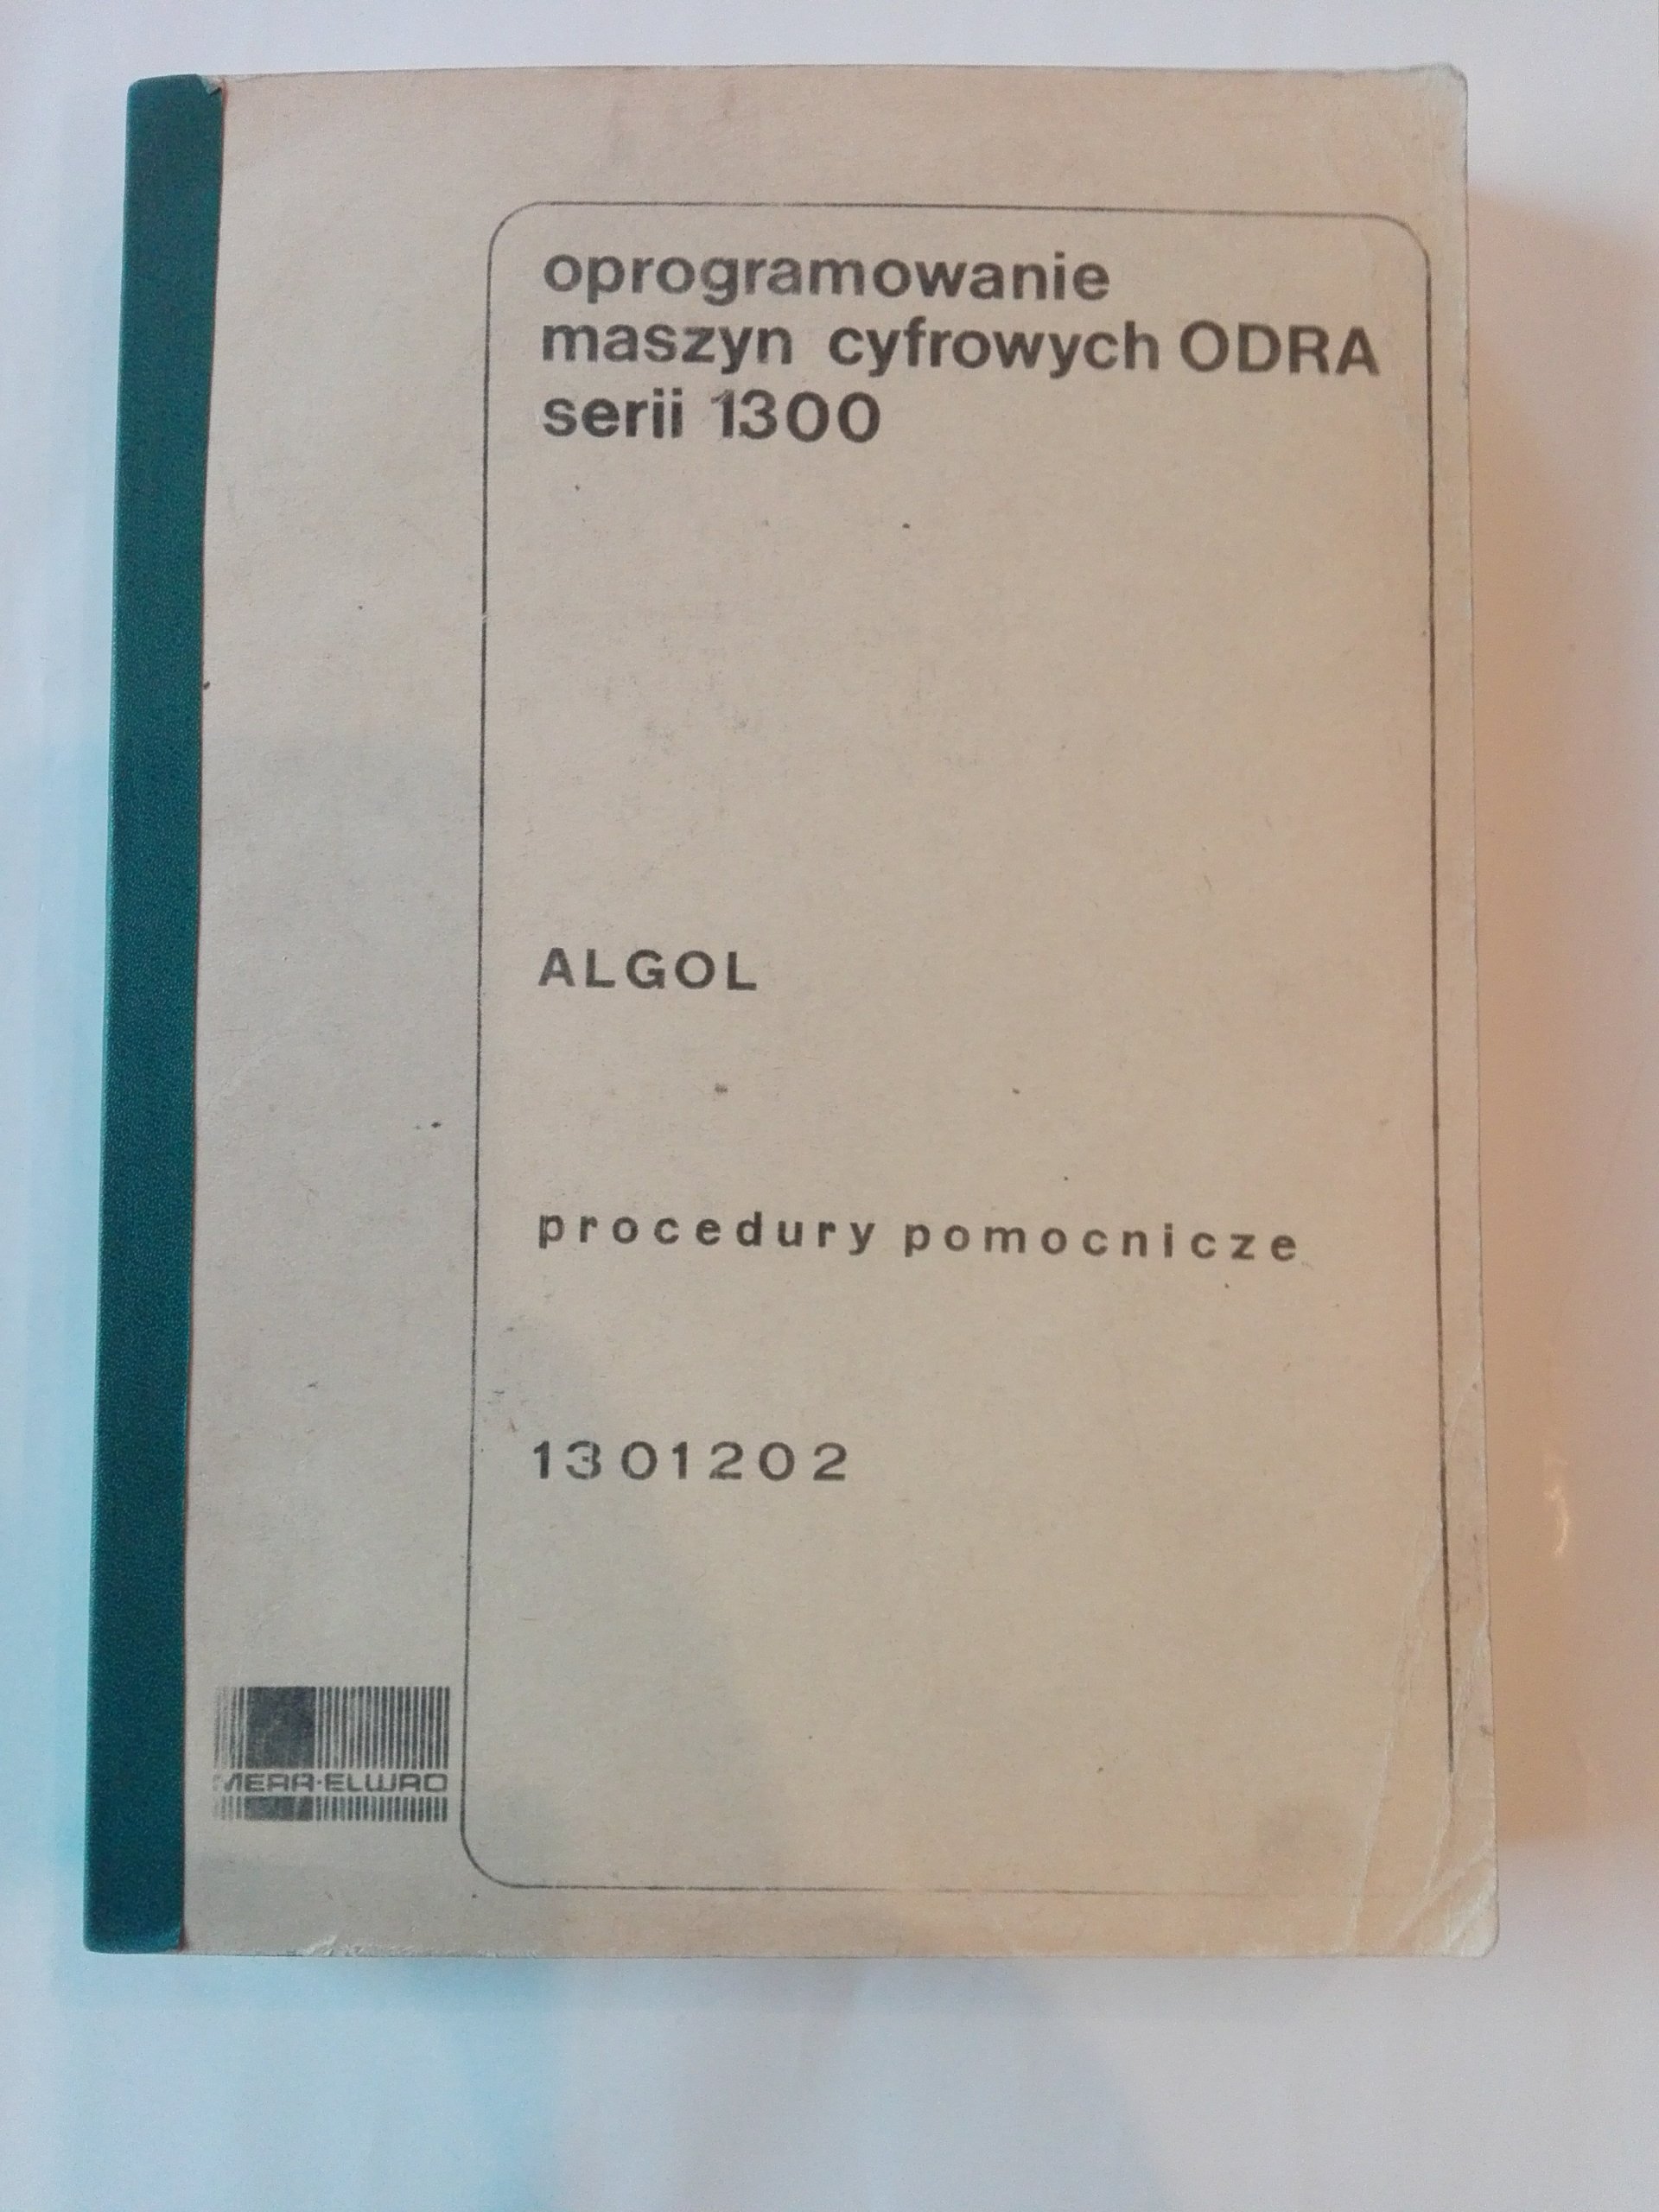 oprogramowanie
maszyn cyfrowych ODRA
serii 1300
ALGOL
procedury pomocnicze
1301202
MERA-ELWRO